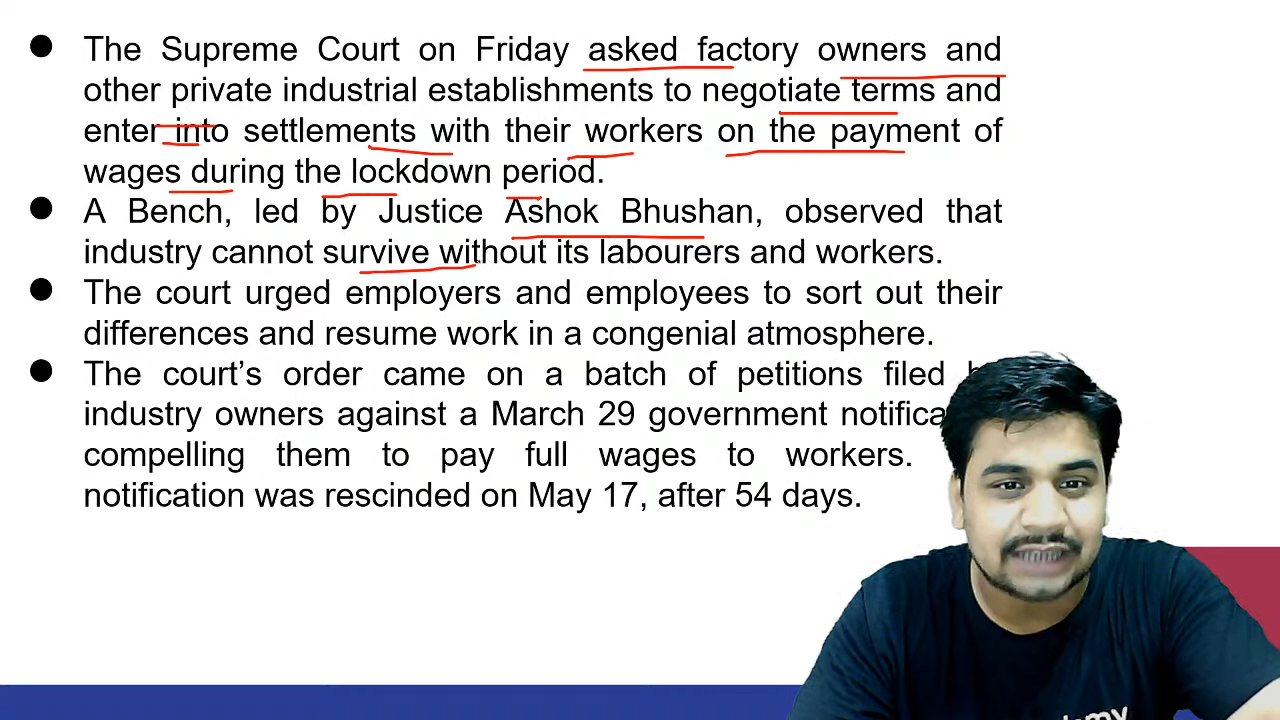 The Supreme Court on Friday asked factory owners and
other private industrial establishments to negotiate terms and
enter into settlements with their workers on the payment of
wages during the lockdown period.
A Bench, led by Justice Ashok Bhushan, observed that
industry cannot survive without its labourers and workers.
The court urged employers and employees to sort out their
differences and resume work in a congenial atmosphere.
The court’s order came on a batch of petitions filed
industry owners against a March 29 government
compelling them to pay full wages to workers.
notification was rescinded on May 17, after 54 days.